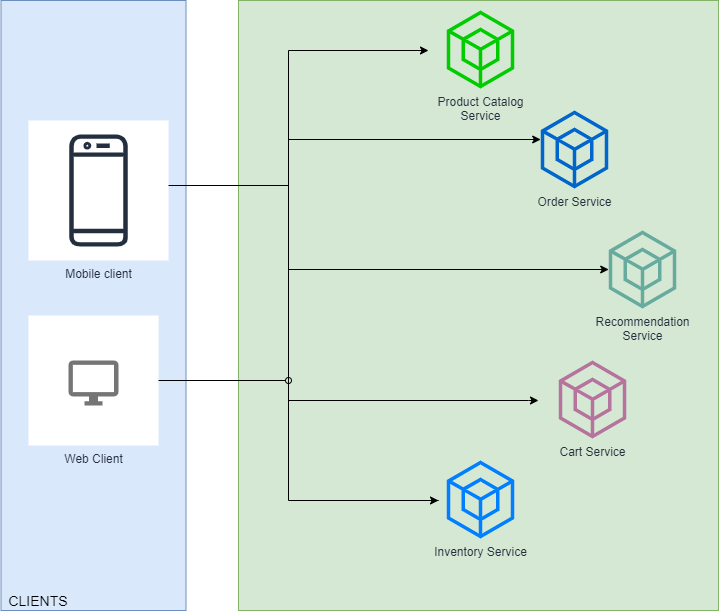 Product Catalog
Service
Order Service
Mobile client
Recommendation
Service
Web Client
Cart Service
Inventory Service
CLIENTS